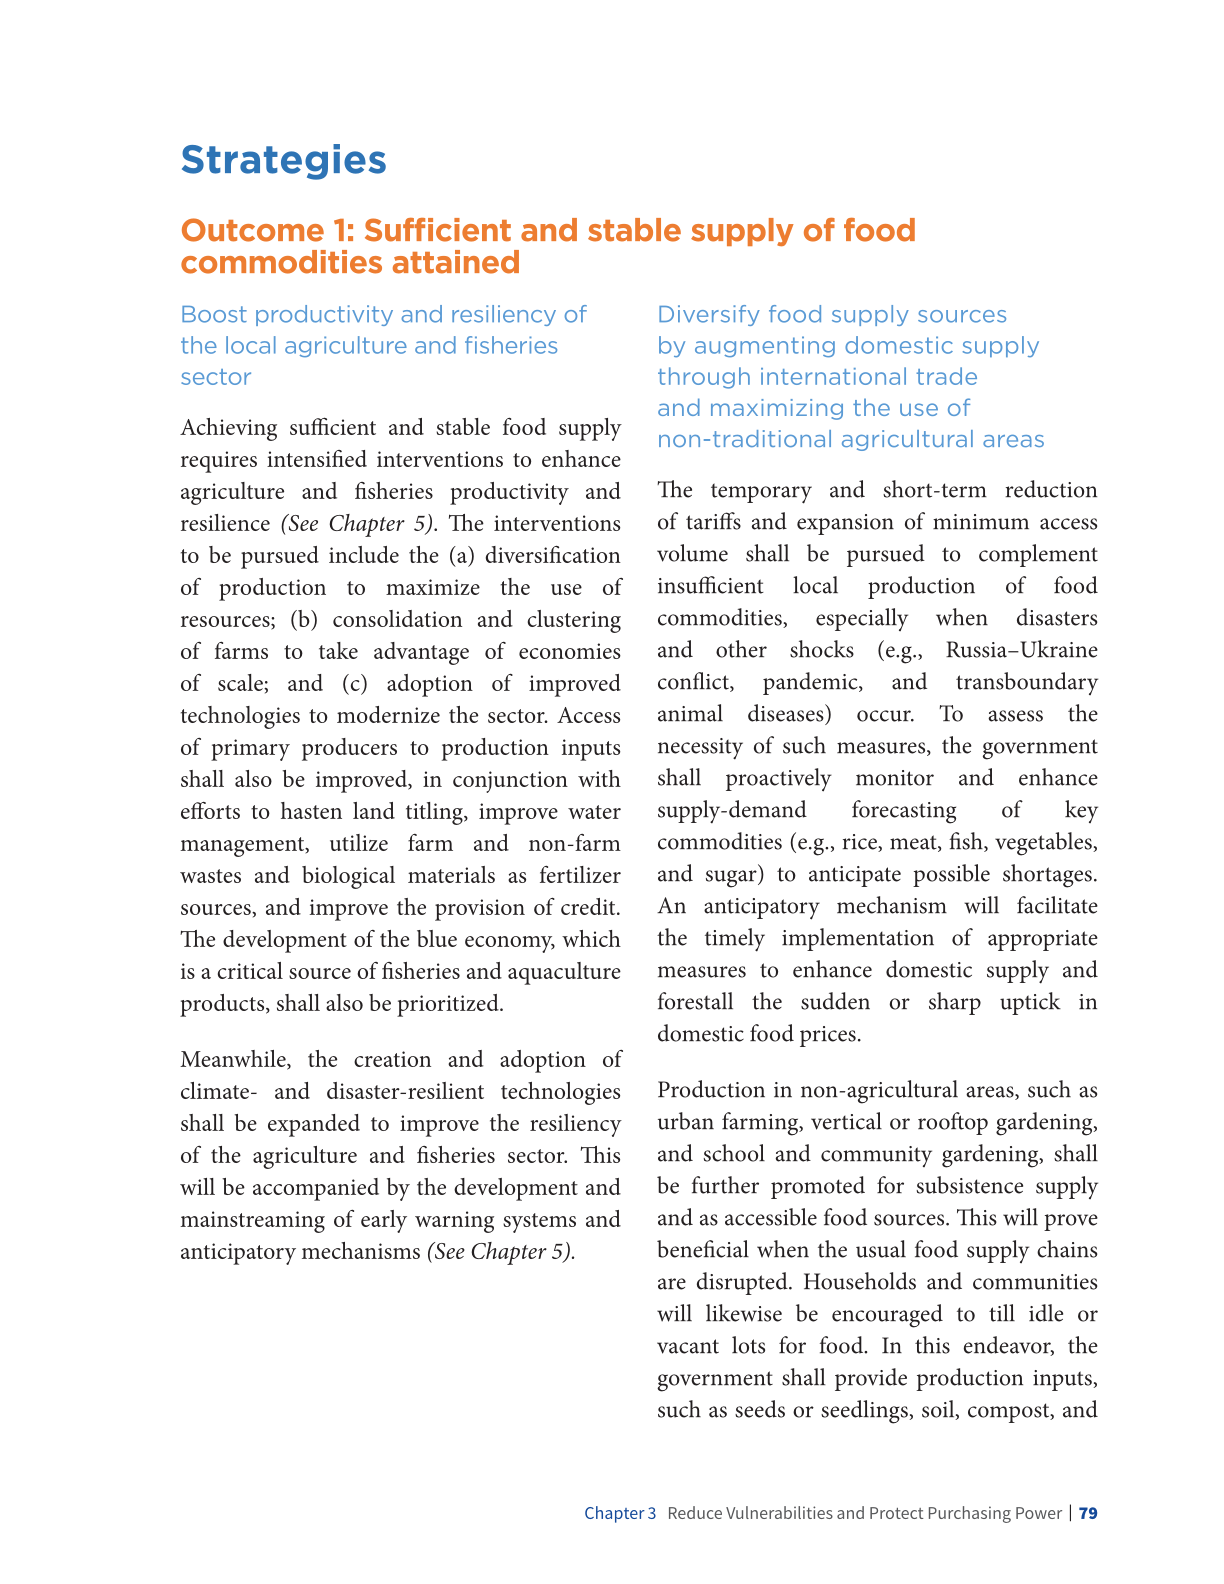 Strategies
Outcome 1: Sufficient and stable supply of food
commodities attained
Boost productivity and resiliency of
the local agriculture and fisheries
sector
Achieving sufficient and stable food supply
requires intensified interventions to enhance
agriculture and fisheries productivity and
resilience (See Chapter 5). The interventions
to be pursued include the (a) diversification
of production to maximize the use of
resources; (b) consolidation and clustering
of farms to take advantage of economies
of scale; and (c) adoption of improved
technologies to modernize the sector. Access
of primary producers to production inputs
shall also be improved, in conjunction with
efforts to hasten land titling, improve water
management, utilize farm and non-farm
wastes and biological materials as fertilizer
sources, and improve the provision of credit.
The development of the blue economy, which
is a critical source of fisheries and aquaculture
products, shall also be prioritized.
Meanwhile, the creation and adoption of
climate- and disaster-resilient technologies
shall be expanded to improve the resiliency
of the agriculture and fisheries sector. This
will be accompanied by the development and
mainstreaming of early warning systems and
anticipatory mechanisms (See Chapter 5).
Diversify food supply sources
by augmenting domestic supply
through international trade
and maximizing the use of
non-traditional agricultural areas
The temporary and short-term reduction
of tariffs and expansion of minimum access
volume shall be pursued to complement
insufficient local production of food
commodities, especially when disasters
and other shocks (e.g., Russia–Ukraine
conflict, pandemic, and transboundary
animal diseases) occur. To assess the
necessity of such measures, the government
shall proactively monitor and enhance
supply-demand forecasting of key
commodities (e.g., rice, meat, fish, vegetables,
and sugar) to anticipate possible shortages.
An anticipatory mechanism will facilitate
the timely implementation of appropriate
measures to enhance domestic supply and
forestall the sudden or sharp uptick in
domestic food prices.
Production in non-agricultural areas, such as
urban farming, vertical or rooftop gardening,
and school and community gardening, shall
be further promoted for subsistence supply
and as accessible food sources. This will prove
beneficial when the usual food supply chains
are disrupted. Households and communities
will likewise be encouraged to till idle or
vacant lots for food. In this endeavor, the
government shall provide production inputs,
such as seeds or seedlings, soil, compost, and
Chapter 3 Reduce Vulnerabilities and Protect Purchasing Power | 79